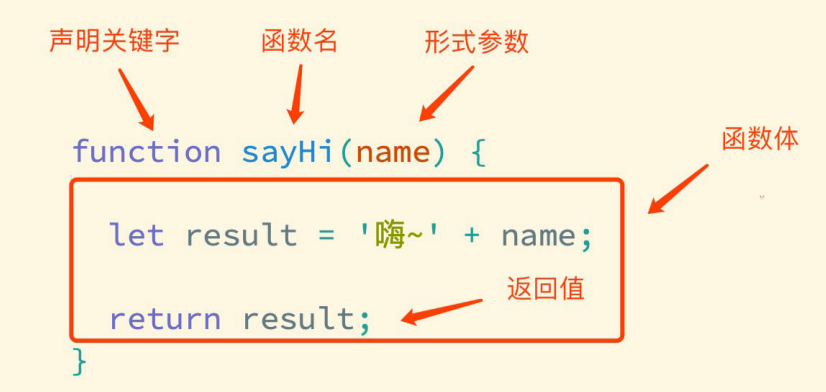 声明关键字 函数名 形式参数
function sayHi(name) {
函数体
let result = '嗨~' + name;
返回值
return result;
}